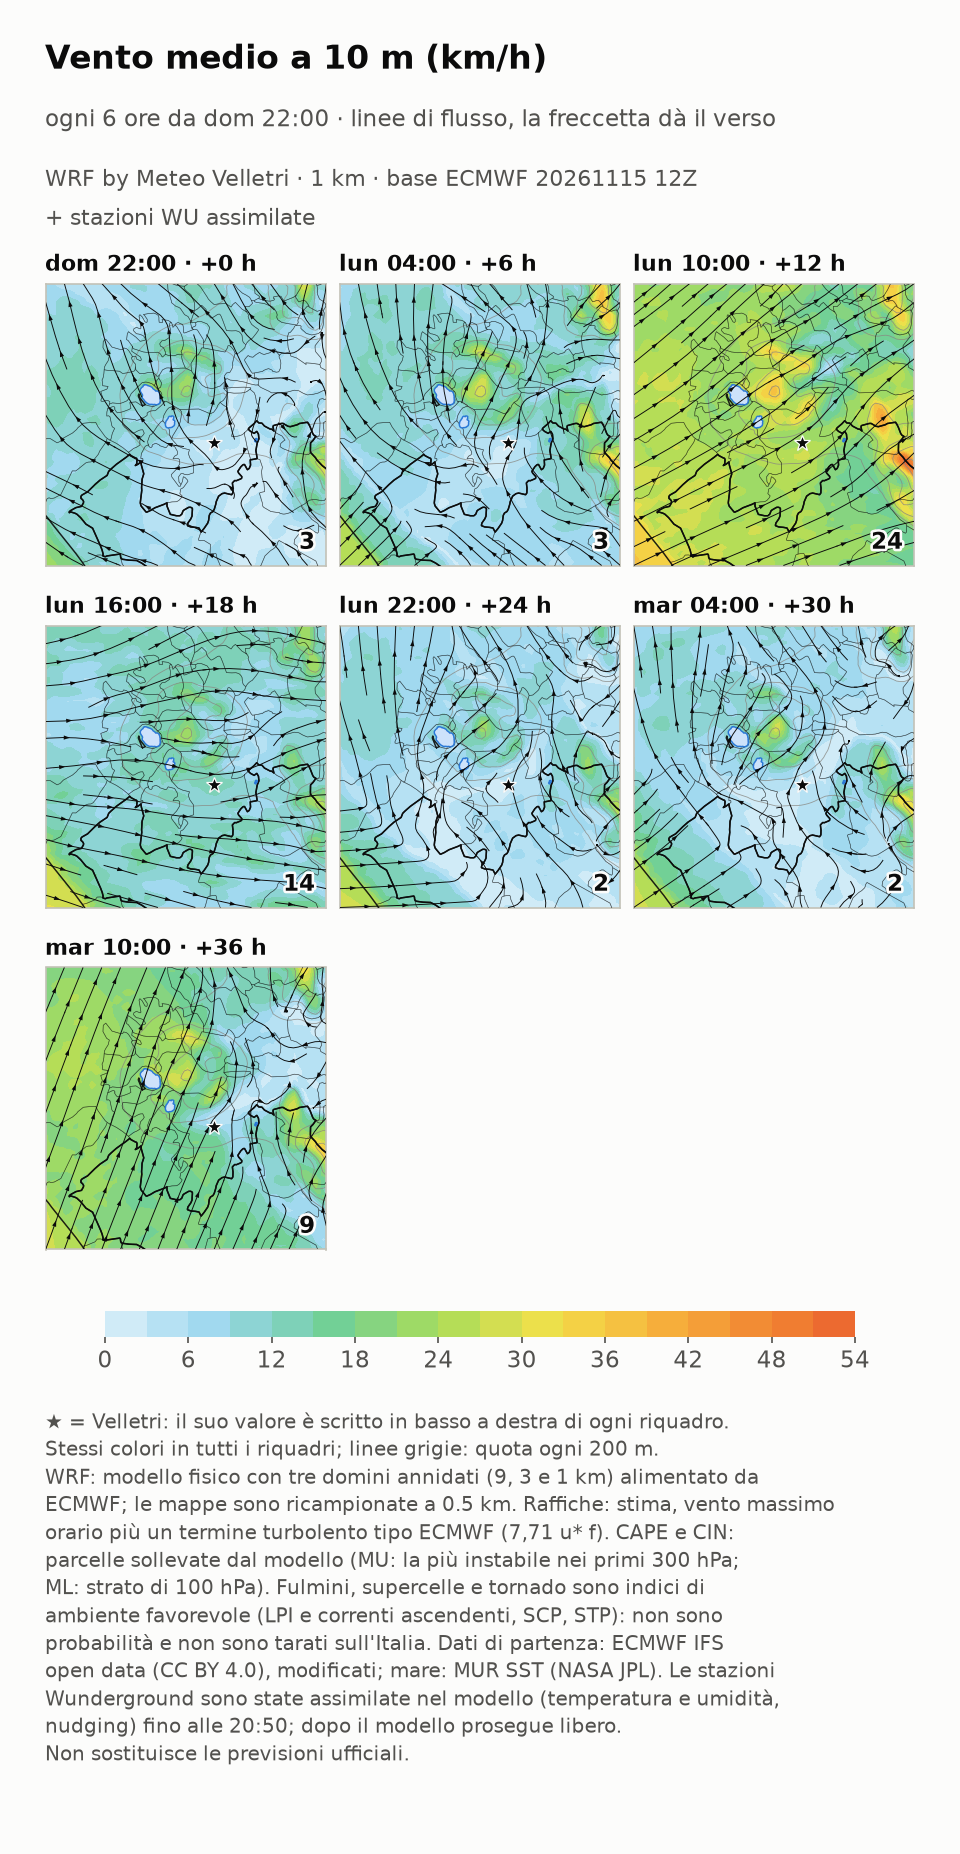 Vento medio a 10 m (km/h)
ogni 6 ore da dom 22:00 · linee di flusso, la freccetta dà il verso
WRF by Meteo Velletri · 1 km · base ECMWF 20261115 12Z
+ stazioni WU assimilate
dom 22:00 · +0 h
lun 04:00 · +6 h
lun 10:00 · +12 h
3
3
24
lun 16:00 · +18 h
lun 22:00 · +24 h
mar 04:00 · +30 h
14
2
2
mar 10:00 · +36 h
9
0 6 12 18 24 30 36 42 48 54
★ = Velletri: il suo valore è scritto in basso a destra di ogni riquadro.
Stessi colori in tutti i riquadri; linee grigie: quota ogni 200 m.
WRF: modello fisico con tre domini annidati (9, 3 e 1 km) alimentato da
ECMWF; le mappe sono ricampionate a 0.5 km. Raffiche: stima, vento massimo
orario più un termine turbolento tipo ECMWF (7,71 u* f). CAPE e CIN:
parcelle sollevate dal modello (MU: la più instabile nei primi 300 hPa;
ML: strato di 100 hPa). Fulmini, supercelle e tornado sono indici di
ambiente favorevole (LPI e correnti ascendenti, SCP, STP): non sono
probabilità e non sono tarati sull'Italia. Dati di partenza: ECMWF IFS
open data (CC BY 4.0), modificati; mare: MUR SST (NASA JPL). Le stazioni
Wunderground sono state assimilate nel modello (temperatura e umidità,
nudging) fino alle 20:50; dopo il modello prosegue libero.
Non sostituisce le previsioni ufficiali.